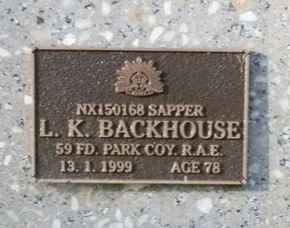 NX150168 SAPPER
L. K. BACKHOUSE
59 FD. PARK COY. R.A.E.
13. 1. 1999 AGE 78